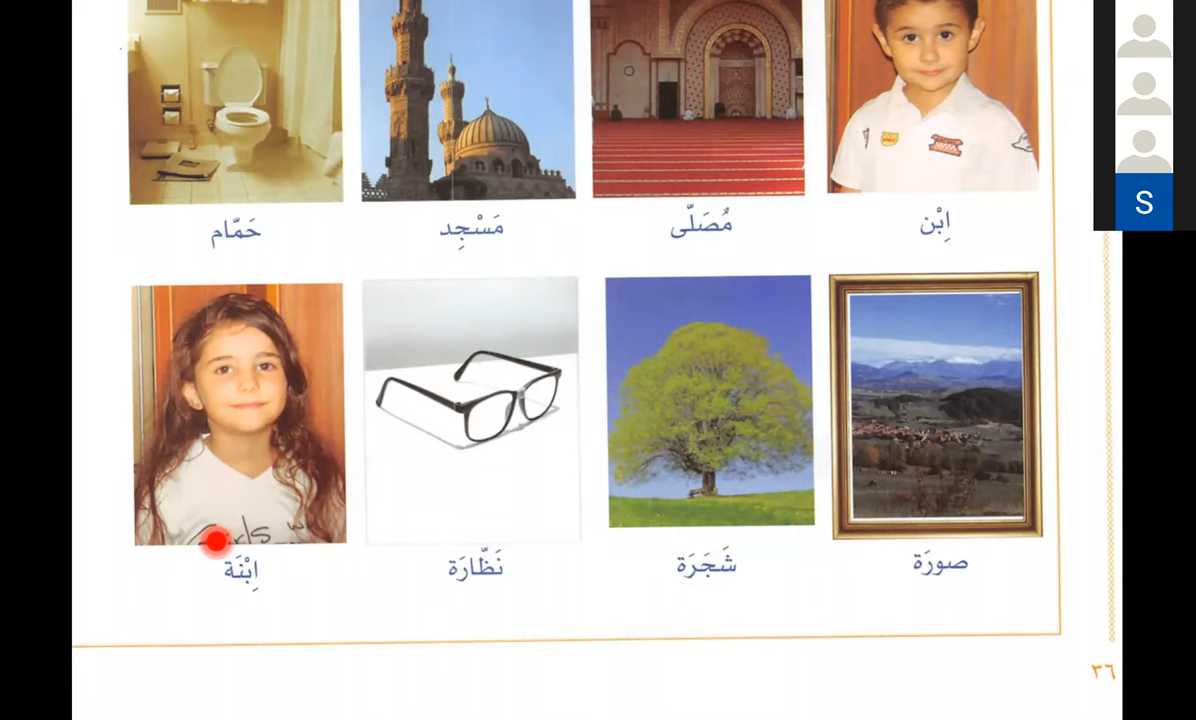 اِبْن مُصَلّى مَسْجِد حَمّام
صورَة شَجَرَة نَظّارَة اِبْنَة
٣٦
S